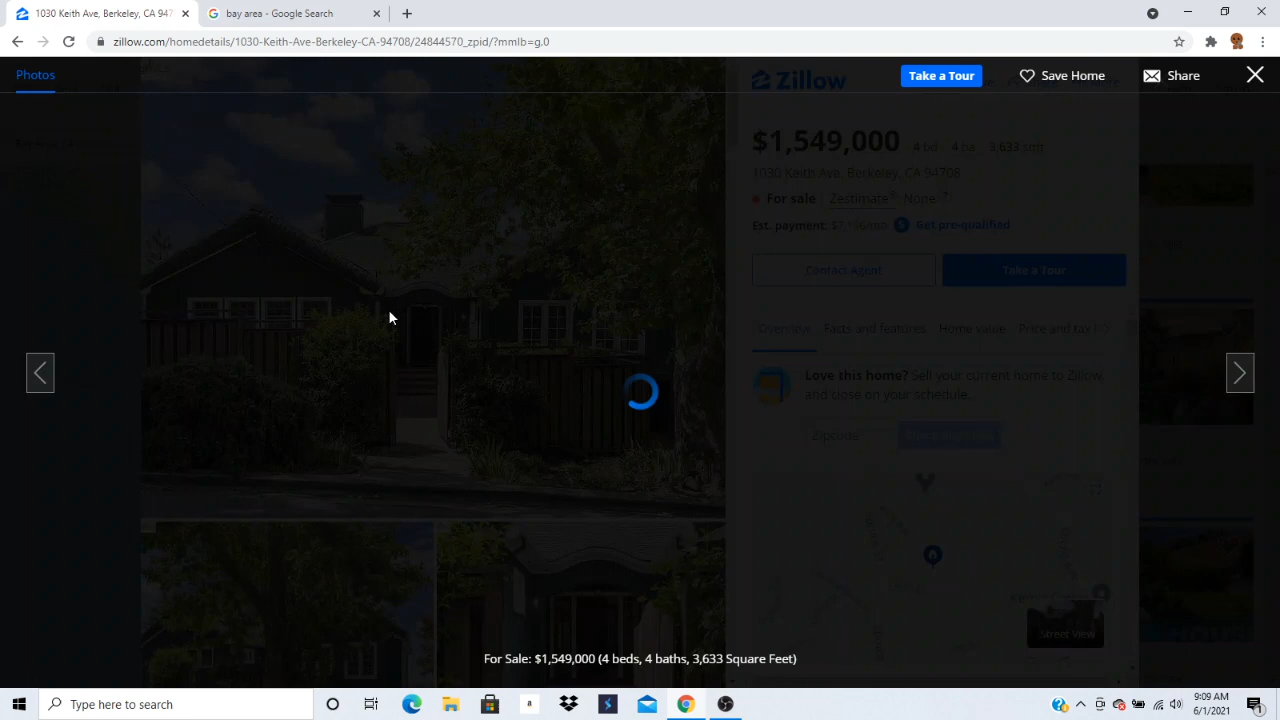 1030 Keith Ave, Berkeley, CA 947
bay area - Google Search
zillow.com/homedetails/1030-Keith-Ave-Berkeley-CA-94708/24844570_zpid/?mmlb=g,0
Photos
Take a Tour
Save Home
Share
Zillow
$1,549,000 4 bd 4 ba 3,633 sqft
1030 Keith Ave, Berkeley, CA 94708
For sale Zestimate® None
Est. payment: $7,196/mo $ Get pre-qualified
Contact Agent Take a Tour
Overview Facts and features Home value Price and tax
Love this home? Sell your current home to Zillow,
and close on your schedule.
Street View
For Sale: $1,549,000 (4 beds, 4 baths, 3,633 Square Feet)
Type here to search
a
9:09 AM
6/1/2021
1